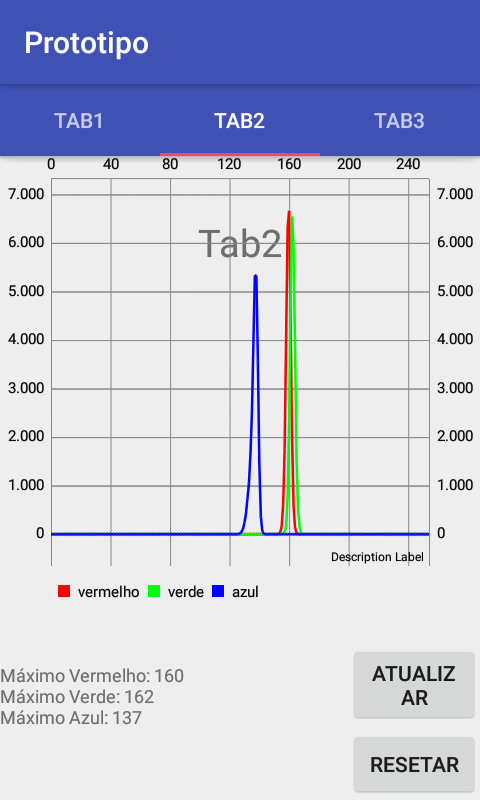 Prototipo
TAB1 TAB2 TAB3
0 40 80 120 160 200 240
7.000 7.000
Tab2
6.000 6.000
5.000 5.000
4.000 4.000
3.000 3.000
2.000 2.000
1.000 1.000
0 0
Description Label
vermelho verde azul
Máximo Vermelho: 160
Máximo Verde: 162
Máximo Azul: 137
ATUALIZ
AR
RESETAR